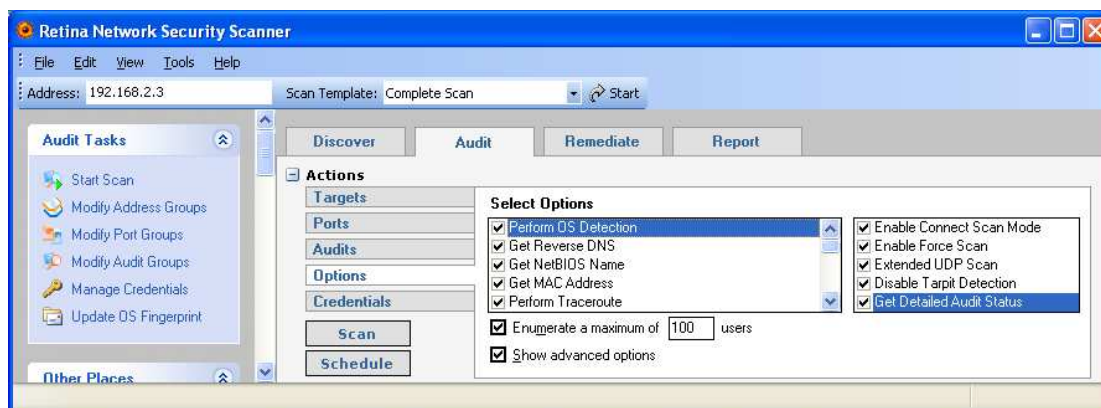 Retina Network Security Scanner
File Edit View Tools Help
Address: 192.168.2.3 Scan Template: Complete Scan Start
Audit Tasks
Start Scan
Modify Address Groups
Modify Port Groups
Modify Audit Groups
Manage Credentials
Update OS Fingerprint
Other Places
Discover Audit Remediate Report
Actions
Targets
Ports
Audits
Options
Credentials
Scan
Schedule
Select Options
Perform OS Detection
Get Reverse DNS
Get NetBIOS Name
Get MAC Address
Perform Traceroute
Enable Connect Scan Mode
Enable Force Scan
Extended UDP Scan
Disable Tarpit Detection
Get Detailed Audit Status
Enumerate a maximum of 100 users
Show advanced options